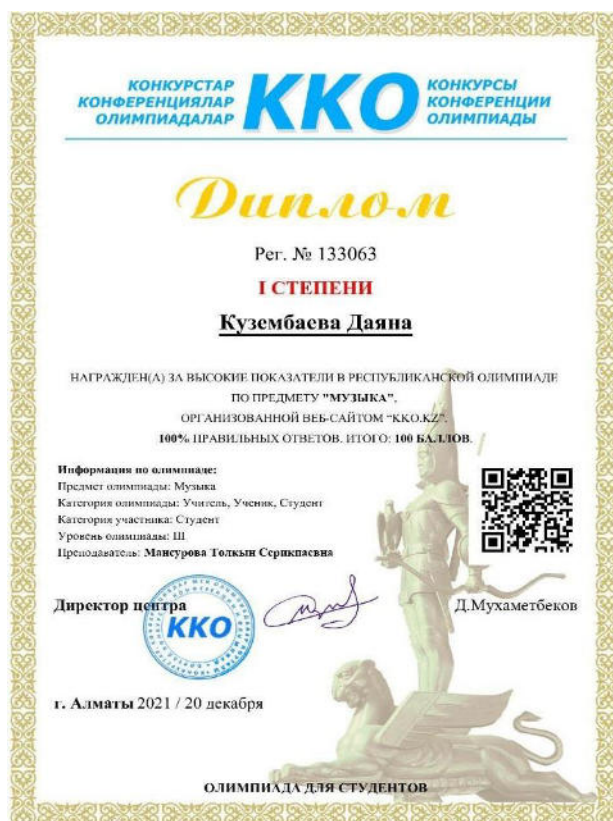 КОНКУРСТАР
КОНФЕРЕНЦИЯЛАР
ОЛИМПИАДАЛАР
ККО
КОНКУРСЫ
КОНФЕРЕНЦИИ
ОЛИМПИАДЫ
Диплом
Рег. № 133063
I СТЕПЕНИ
Кузембаева Даяна
НАГРАЖДЕН(А) ЗА ВЫСОКИЕ ПОКАЗАТЕЛИ В РЕСПУБЛИКАНСКОЙ ОЛИМПИАДЕ
ПО ПРЕДМЕТУ "МУЗЫКА",
ОРГАНИЗОВАННОЙ ВЕБ-САЙТОМ "KKO.KZ".
100% ПРАВИЛЬНЫХ ОТВЕТОВ. ИТОГО: 100 БАЛЛОВ.
Информация по олимпиаде:
Предмет олимпиады: Музыка
Категория олимпиады: Учитель, Ученик, Студент
Категория участника: Студент
Уровень олимпиады: III
Преподаватель: Мансурова Толкын Серикпаевна
Директор центра
ККО
Д.Мухаметбеков
г. Алматы 2021 / 20 декабря
ОЛИМПИАДА ДЛЯ СТУДЕНТОВ